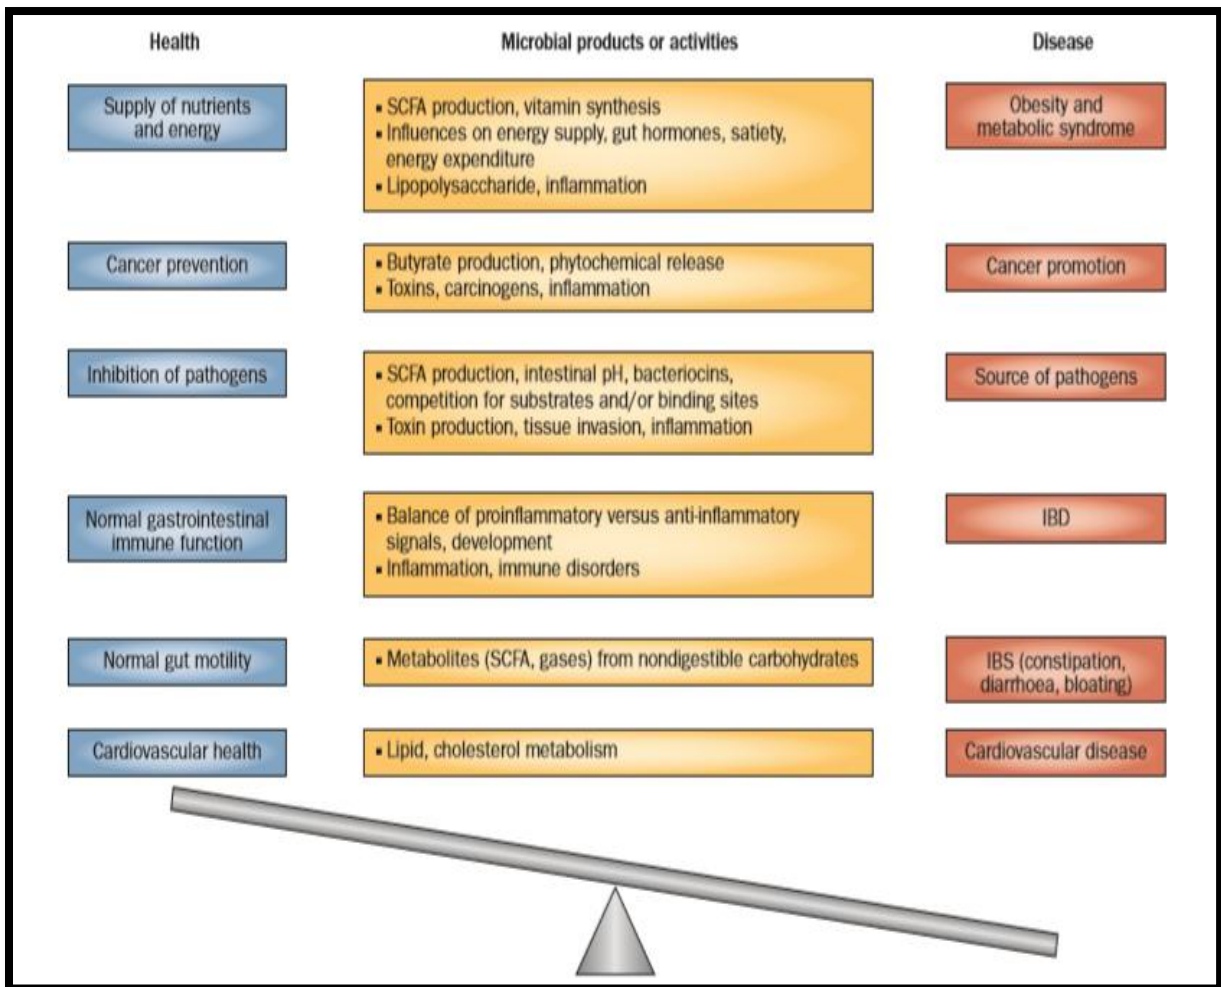 Health
Microbial products or activities
Disease
Supply of nutrients
and energy
▪ SCFA production, vitamin synthesis
▪ Influences on energy supply, gut hormones, satiety,
energy expenditure
▪ Lipopolysaccharide, inflammation
Obesity and
metabolic syndrome
Cancer prevention
▪ Butyrate production, phytochemical release
▪ Toxins, carcinogens, inflammation
Cancer promotion
Inhibition of pathogens
▪ SCFA production, intestinal pH, bacteriocins,
competition for substrates and/or binding sites
▪ Toxin production, tissue invasion, inflammation
Source of pathogens
Normal gastrointestinal
immune function
▪ Balance of proinflammatory versus anti-inflammatory
signals, development
▪ Inflammation, immune disorders
IBD
Normal gut motility
▪ Metabolites (SCFA, gases) from nondigestible carbohydrates
IBS (constipation,
diarrhoea, bloating)
Cardiovascular health
▪ Lipid, cholesterol metabolism
Cardiovascular disease